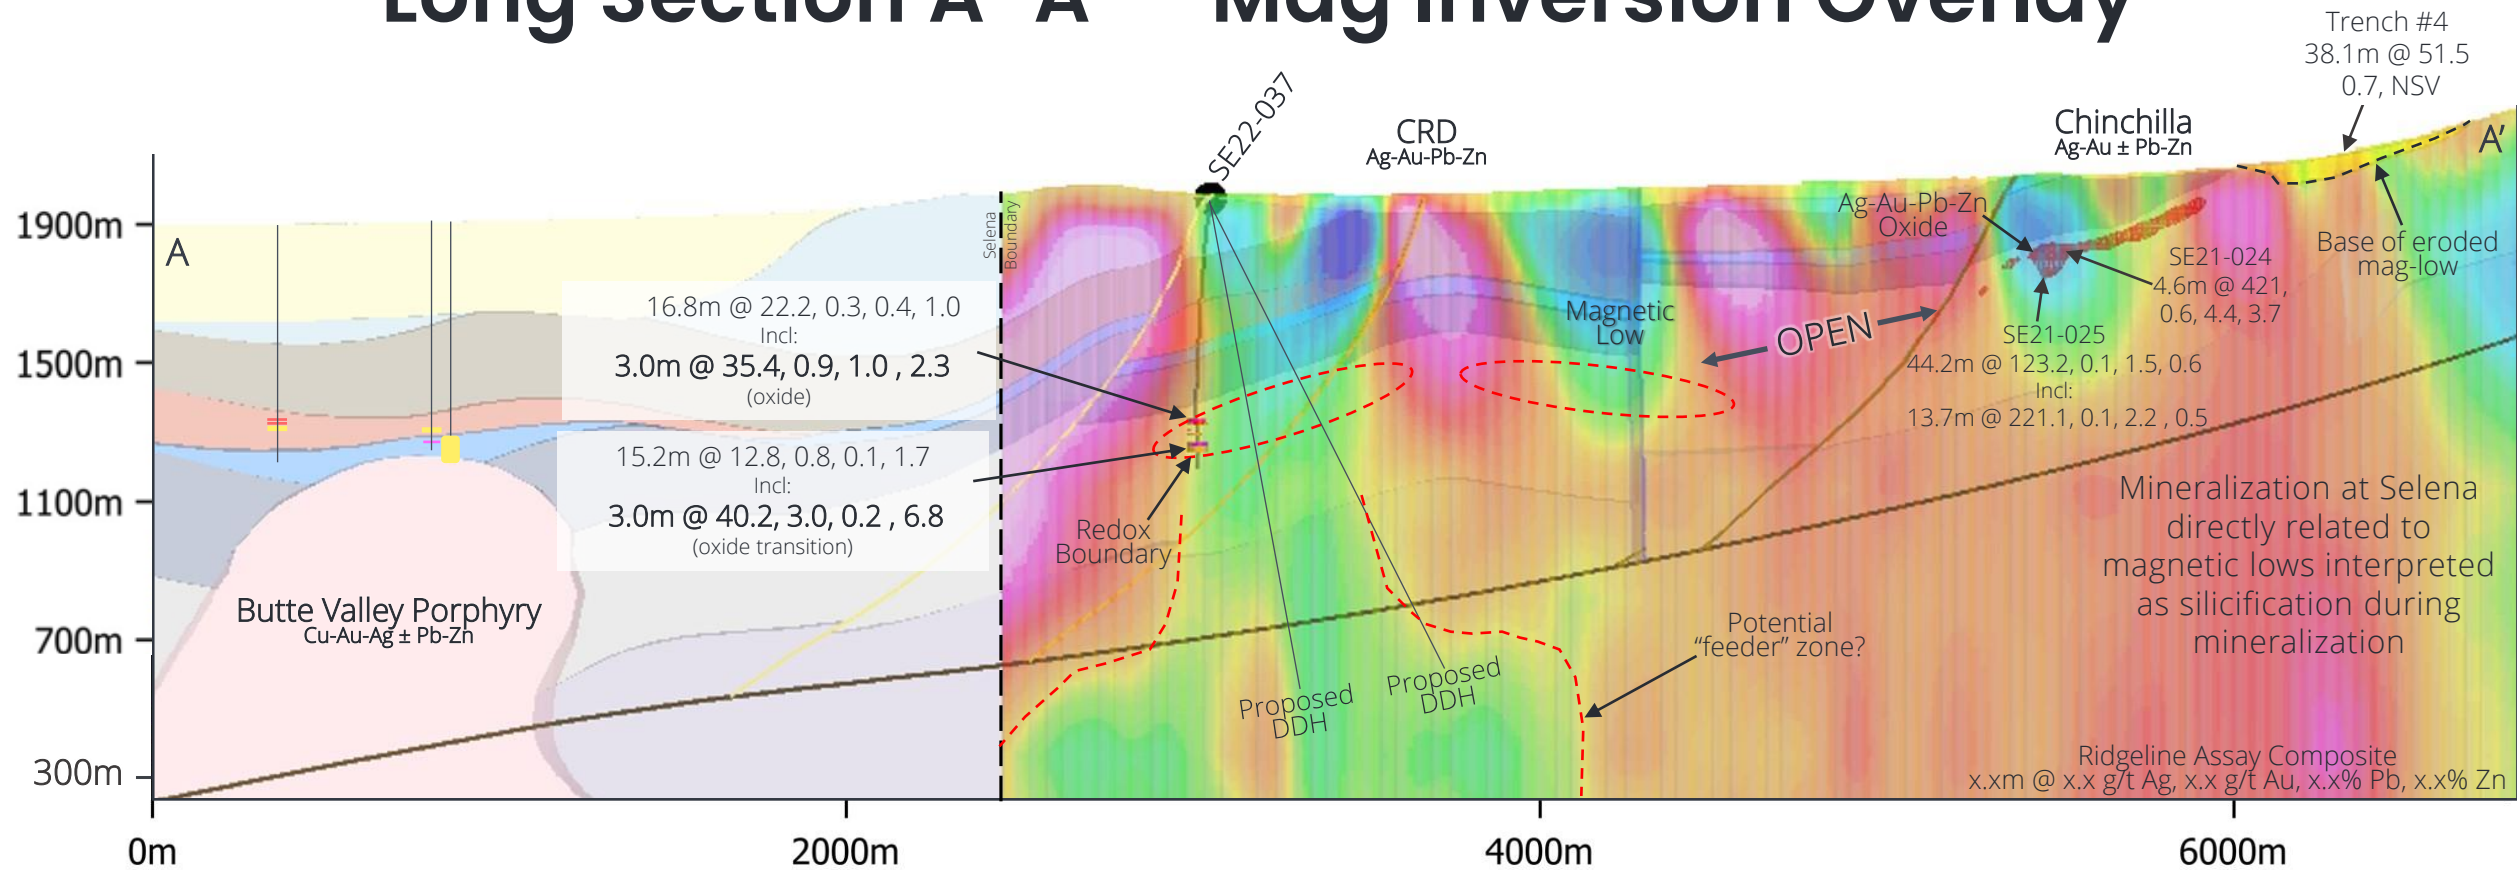 Long Section A A Mag Inversion Overlay
Trench #4
38.1m @ 51.5
0.7, NSV
SE22-037
CRD
Ag-Au-Pb-Zn
Chinchilla
Ag-Au ± Pb-Zn
A
A'
1900m
1500m
1100m
700m
300m
Selena
Boundary
16.8m @ 22.2, 0.3, 0.4, 1.0
Incl:
3.0m @ 35.4, 0.9, 1.0 , 2.3
(oxide)
15.2m @ 12.8, 0.8, 0.1, 1.7
Incl:
3.0m @ 40.2, 3.0, 0.2 , 6.8
(oxide transition)
Redox
Boundary
Butte Valley Porphyry
Cu-Au-Ag ± Pb-Zn
Magnetic
Low
OPEN
Ag-Au-Pb-Zn
Oxide
SE21-024
4.6m @ 421,
0.6, 4.4, 3.7
Base of eroded
mag-low
SE21-025
44.2m @ 123.2, 0.1, 1.5, 0.6
Incl:
13.7m @ 221.1, 0.1, 2.2 , 0.5
Proposed
DDH
Proposed
DDH
Potential
“feeder” zone?
Mineralization at Selena
directly related to
magnetic lows interpreted
as silicification during
mineralization
Ridgeline Assay Composite
x.xm @ x.x g/t Ag, x.x g/t Au, x.x% Pb, x.x% Zn
0m
2000m
4000m
6000m